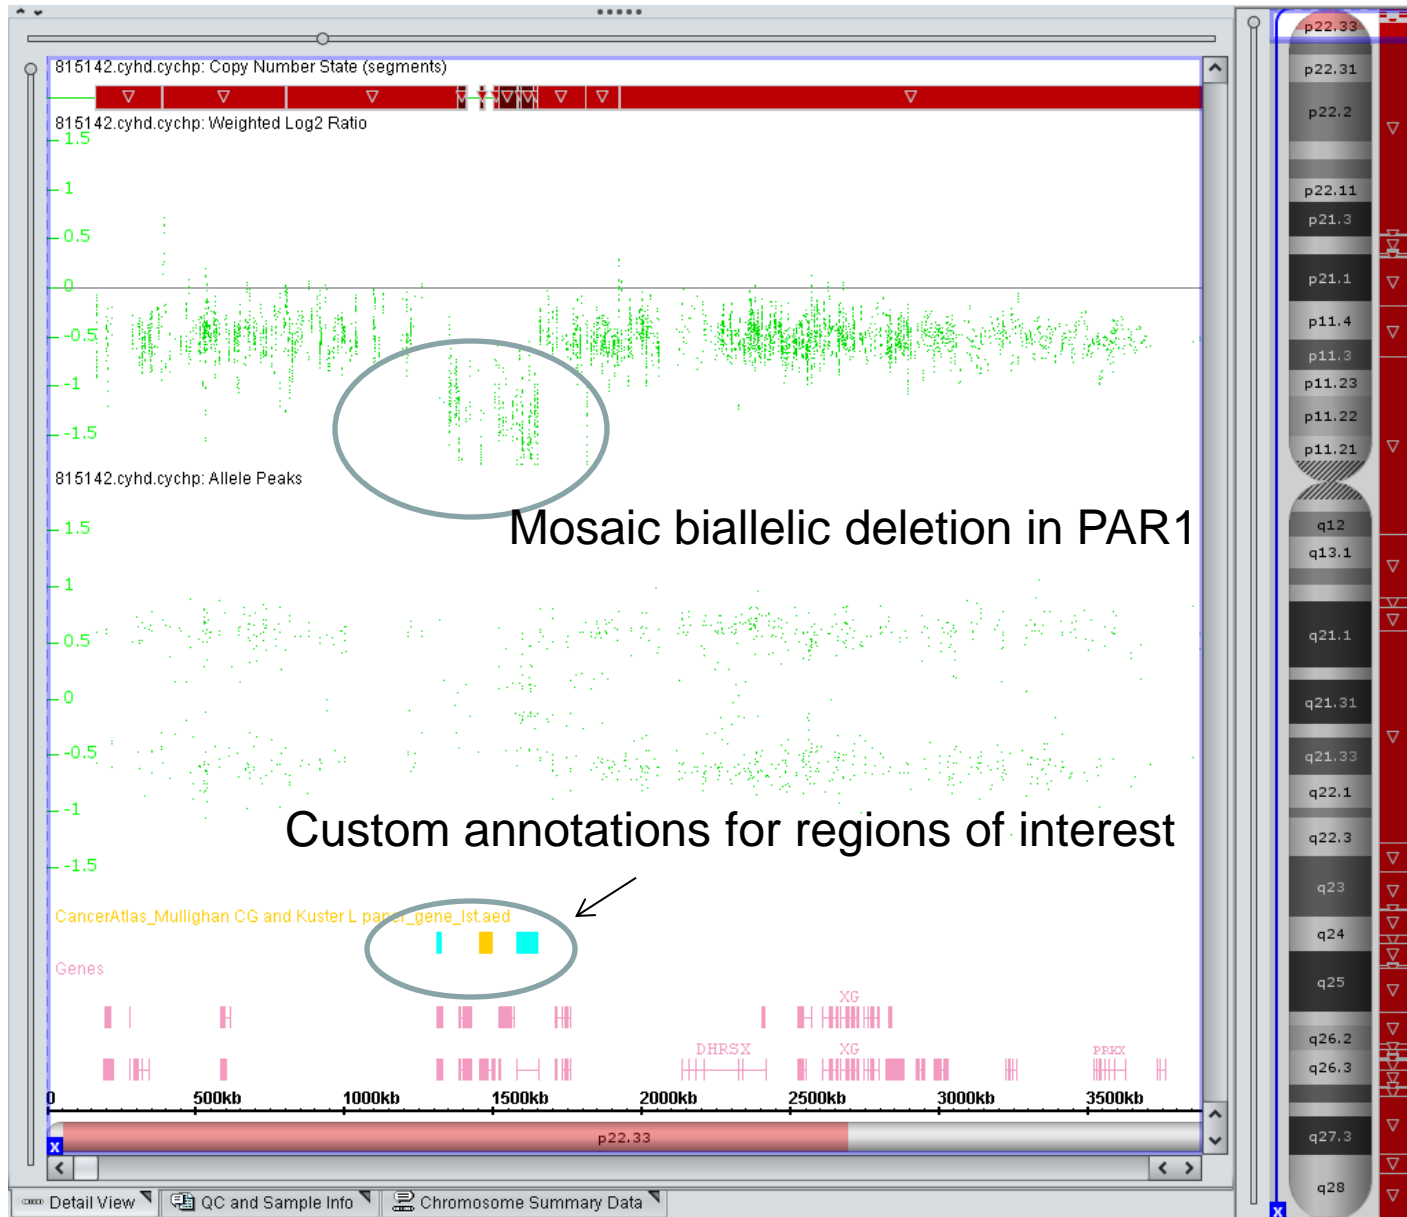 815142.cyhd.cychp: Copy Number State (segments)
815142.cyhd.cychp: Weighted Log2 Ratio
1.5
1
0.5
0
-0.5
-1
-1.5
815142.cyhd.cychp: Allele Peaks
Mosaic biallelic deletion in PAR1
1.5
1
0.5
0
-0.5
-1
Custom annotations for regions of interest
-1.5
CancerAtlas_Mullighan CG and Kuster L paper_gene_lst.aed
Genes
XG
DHRSX XG PRKX
0 500kb 1000kb 1500kb 2000kb 2500kb 3000kb 3500kb
p22.33
X
Detail View QC and Sample Info Chromosome Summary Data
p22.33
p22.31
p22.2
p22.11
p21.3
p21.1
p11.4
p11.3
p11.23
p11.22
p11.21
q12
q13.1
q21.1
q21.31
q21.33
q22.1
q22.3
q23
q24
q25
q26.2
q26.3
q27.3
q28
X